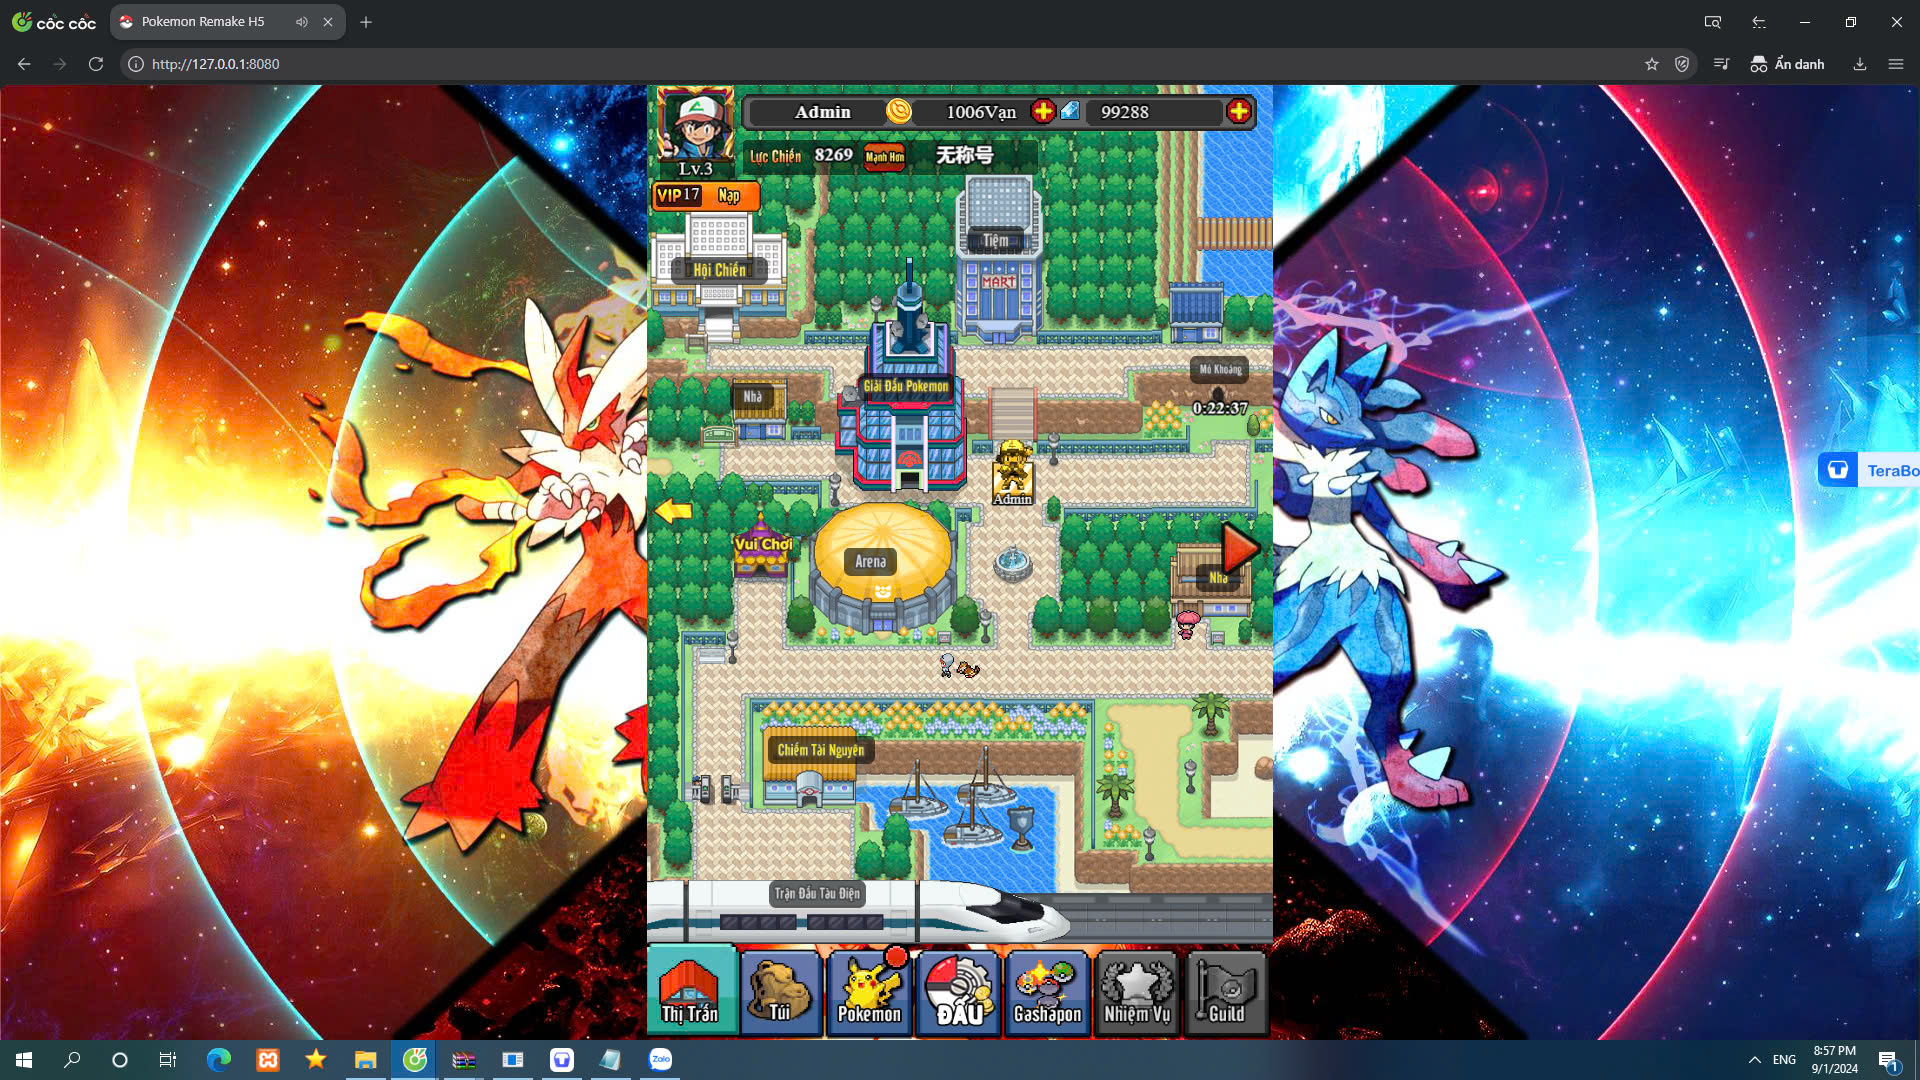 cốc cốc
Pokemon Remake H5
http://127.0.0.1:8080
Ẩn danh
Admin
1006Vạn
99288
Lực Chiến
8269
Mạnh Hơn
无称号
Lv.3
VIP17
Nạp
Tiệm
MART
Hội Chiến
Giải Đấu Pokemon
Mỏ Khoáng
0:22:37
Nhà
Admin
Vui Chơi
Arena
Nhà
TeraBo
Chiếm Tài Nguyên
Trận Đấu Tàu Điện
Thị Trấn
Túi
Pokemon
ĐẤU
Gashapon
Nhiệm Vụ
Guild
Zalo
ENG
8:57 PM
9/1/2024
1